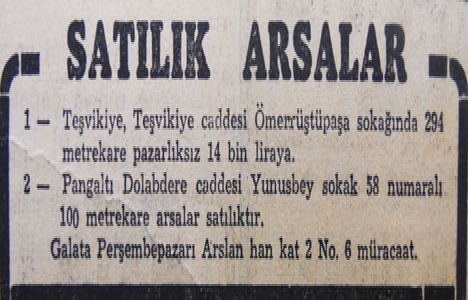 SATILIK ARSALAR
1 — Teşvikiye, Teşvikiye caddesi Ömerrüştüpaşa sokağında 294
metrekare pazarlıksız 14 bin liraya.
2 — Pangaltı Dolabdere caddesi Yunusbey sokak 58 numaralı
100 metrekare arsalar satılıktır.
Galata Perşembepazarı Arslan han kat 2 No. 6 müracaat.